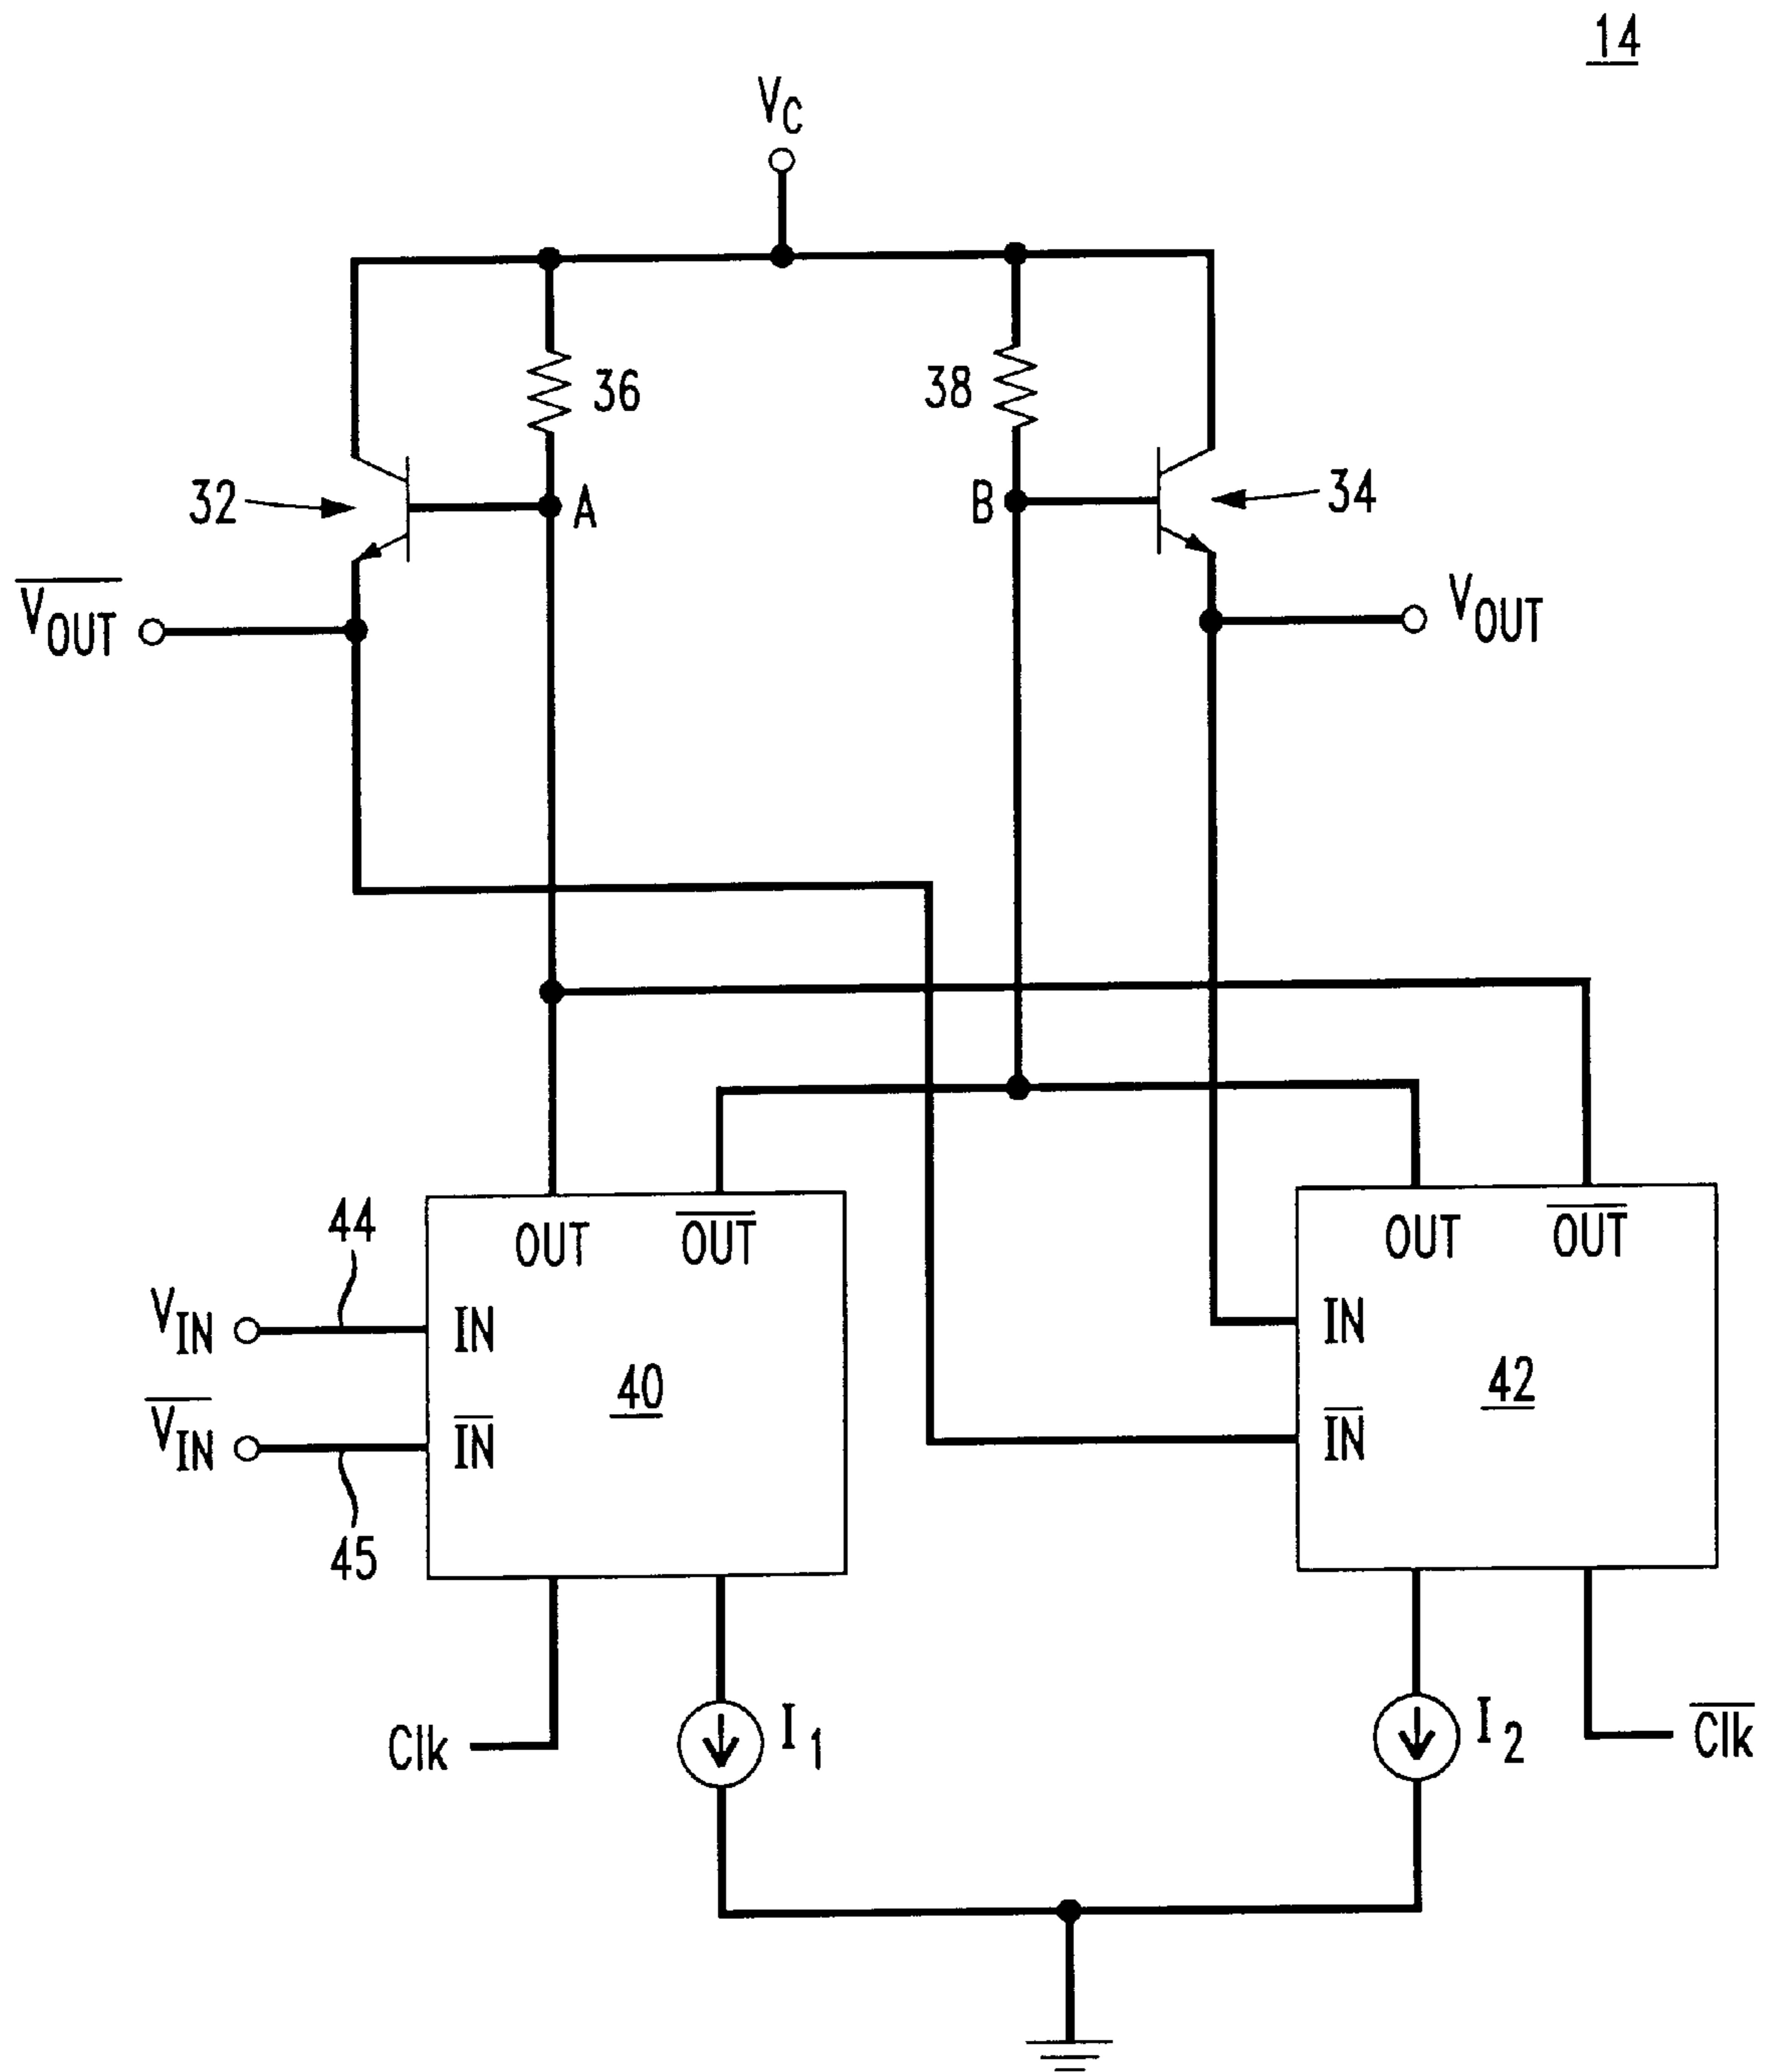 14
V_C
36
38
32
A
B
34
V̅_O̅U̅T̅
V_OUT
OUT
O̅U̅T̅
OUT
O̅U̅T̅
44
V_IN
IN
IN
40
42
V̅_I̅N̅
I̅N̅
I̅N̅
45
Clk
I_1
I_2
C̅l̅k̅